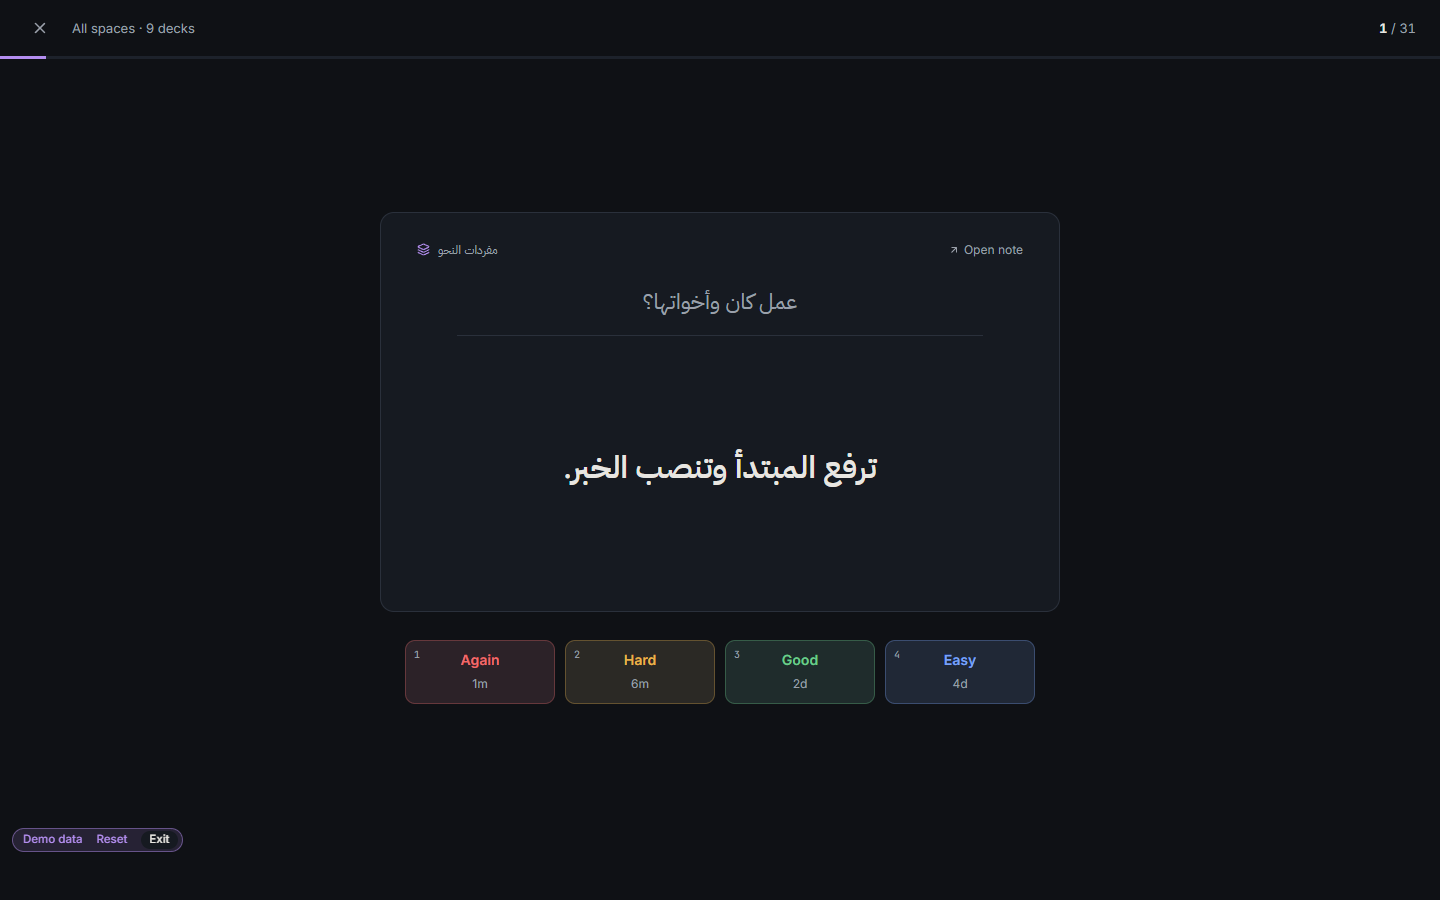 All spaces · 9 decks
1 / 31
مفردات النحو
Open note
عمل كان وأخواتها؟
ترفع المبتدأ وتنصب الخبر.
1 Again
1m
2 Hard
6m
3 Good
2d
4 Easy
4d
Demo data Reset Exit